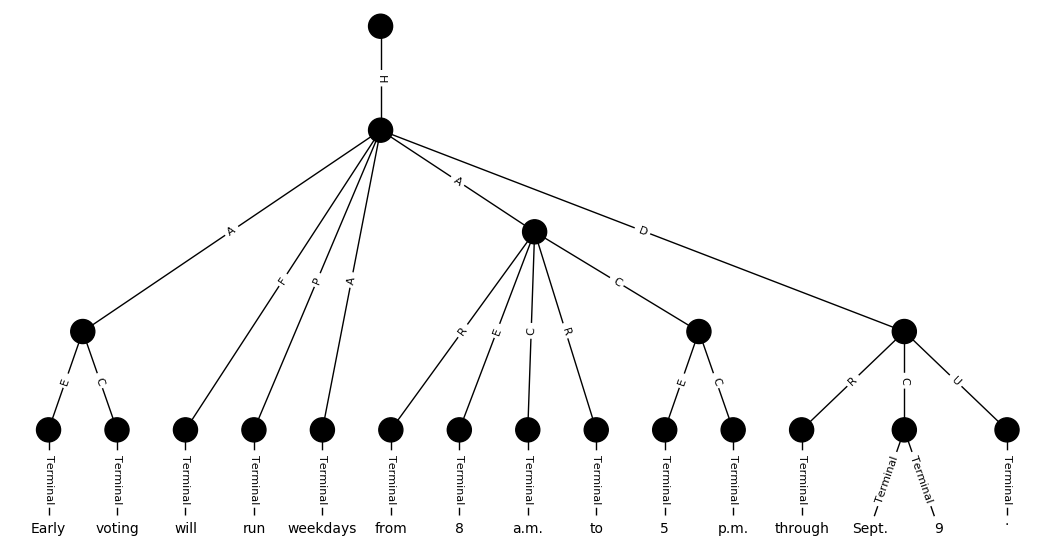 H
A F P A A D
R E C R C
E C E C R C U
Terminal Terminal Terminal Terminal Terminal Terminal Terminal Terminal Terminal Terminal Terminal Terminal Terminal Terminal Terminal
Early voting will run weekdays from 8 a.m. to 5 p.m. through Sept. 9 .